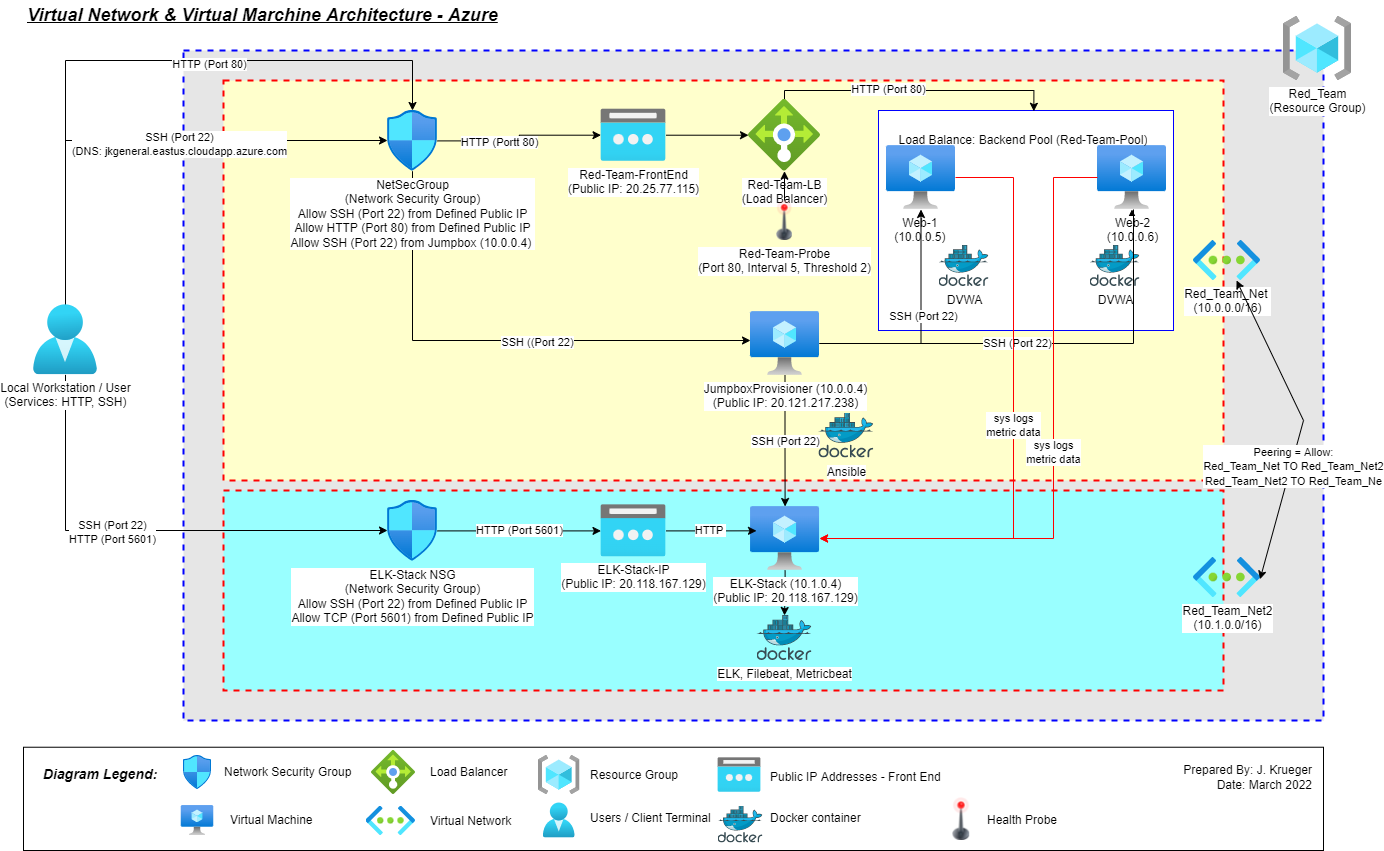 Virtual Network & Virtual Marchine Architecture - Azure
Red_Team
(Resource Group)
HTTP (Port 80)
HTTP (Port 80)
SSH (Port 22)
(DNS: jkgeneral.eastus.cloudapp.azure.com
HTTP (Portt 80)
Load Balance: Backend Pool (Red-Team-Pool)
NetSecGroup
(Network Security Group)
Allow SSH (Port 22) from Defined Public IP
Allow HTTP (Port 80) from Defined Public IP
Allow SSH (Port 22) from Jumpbox (10.0.0.4)
Red-Team-FrontEnd
(Public IP: 20.25.77.115)
Red-Team-LB
(Load Balancer)
Red-Team-Probe
(Port 80, Interval 5, Threshold 2)
Web-1
(10.0.0.5)
Web-2
(10.0.0.6)
docker
DVWA
docker
DVWA
Red_Team_Net
(10.0.0.0/16)
SSH (Port 22)
SSH ((Port 22)
SSH (Port 22)
Local Workstation / User
(Services: HTTP, SSH)
JumpboxProvisioner (10.0.0.4)
(Public IP: 20.121.217.238)
SSH (Port 22)
docker
Ansible
sys logs
metric data
sys logs
metric data
Peering = Allow:
Red_Team_Net TO Red_Team_Net2
Red_Team_Net2 TO Red_Team_Ne
SSH (Port 22)
HTTP (Port 5601)
HTTP (Port 5601)
HTTP
ELK-Stack NSG
(Network Security Group)
Allow SSH (Port 22) from Defined Public IP
Allow TCP (Port 5601) from Defined Public IP
ELK-Stack-IP
(Public IP: 20.118.167.129)
ELK-Stack (10.1.0.4)
(Public IP: 20.118.167.129)
docker
ELK, Filebeat, Metricbeat
Red_Team_Net2
(10.1.0.0/16)
Diagram Legend:
Network Security Group
Load Balancer
Resource Group
Public IP Addresses - Front End
Prepared By: J. Krueger
Date: March 2022
Virtual Machine
Virtual Network
Users / Client Terminal
docker
Docker container
Health Probe